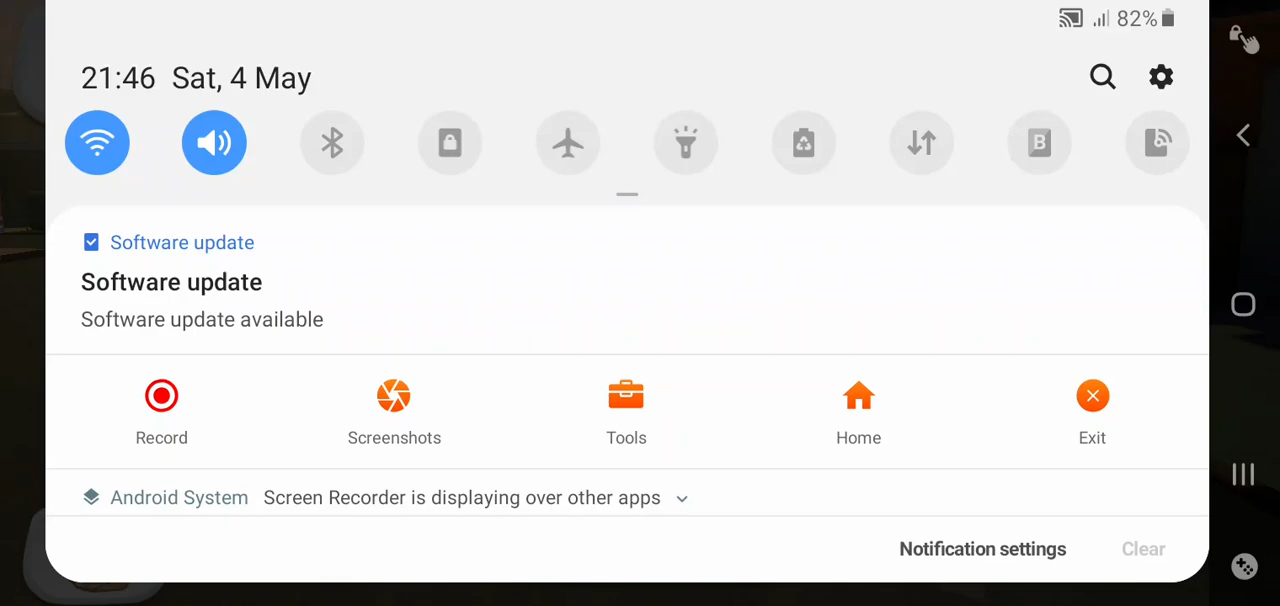 82%
21:46 Sat, 4 May
B
Software update
Software update
Software update available
Record Screenshots Tools Home Exit
Android System Screen Recorder is displaying over other apps
Notification settings Clear